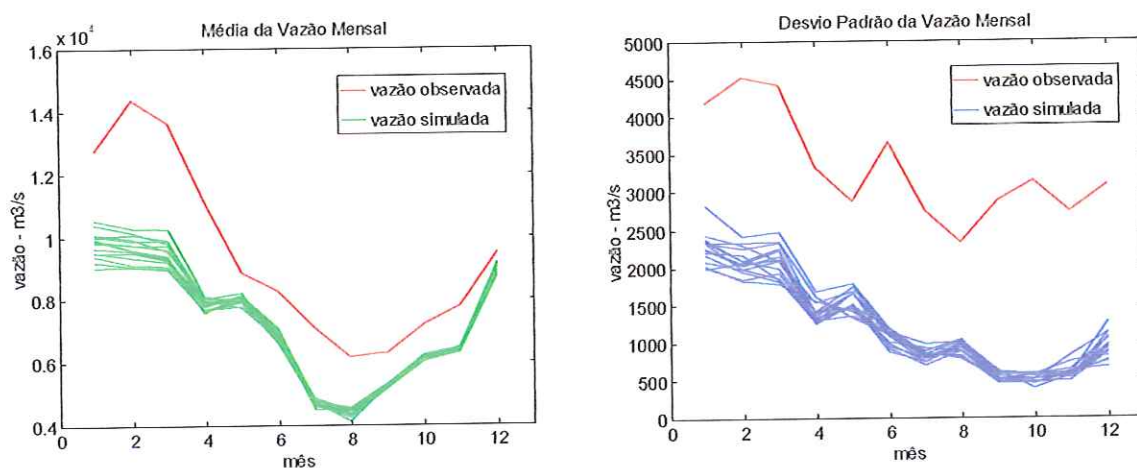 Média da Vazão Mensal
x 10⁴
1.6
1.4
1.2
1
0.8
0.6
0.4
vazão - m3/s
vazão observada
vazão simulada
0 2 4 6 8 10 12
mês
Desvio Padrão da Vazão Mensal
5000
4500
4000
3500
3000
2500
2000
1500
1000
500
0
vazão - m3/s
vazão observada
vazão simulada
0 2 4 6 8 10 12
mês